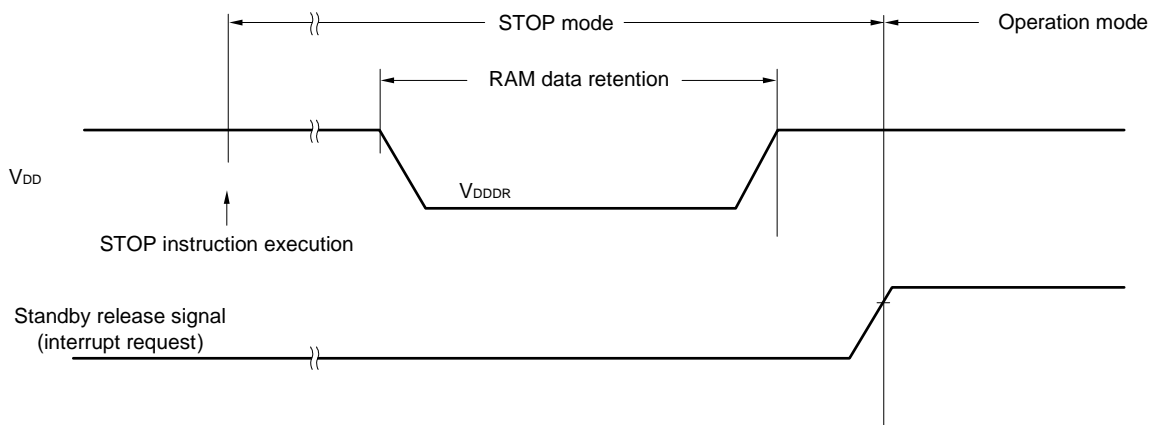 STOP mode
Operation mode
RAM data retention
VDD
VDDDR
STOP instruction execution
Standby release signal
(interrupt request)